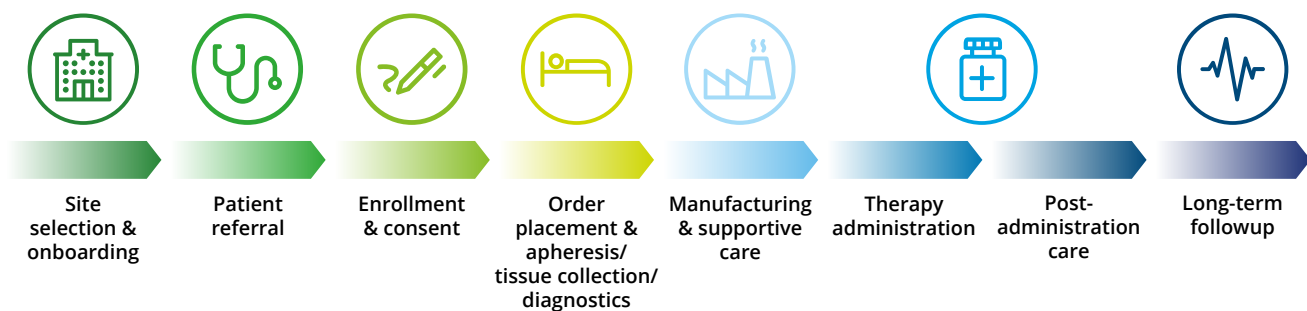 Site
selection &
onboarding
Patient
referral
Enrollment
& consent
Order
placement &
apheresis/
tissue collection/
diagnostics
Manufacturing
& supportive
care
Therapy
administration
Post-
administration
care
Long-term
followup